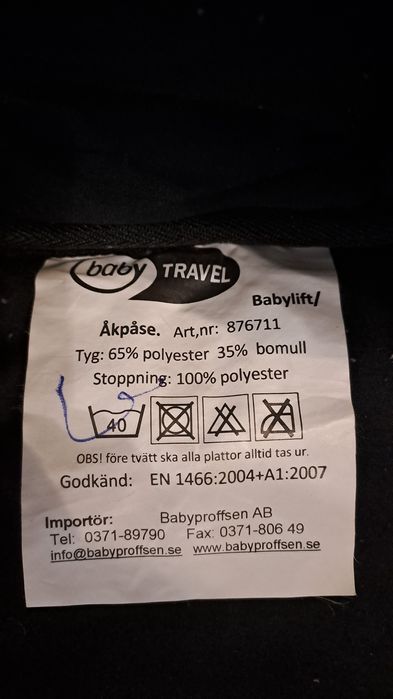 baby TRAVEL
Babylift/
Åkpåse. Art,nr: 876711
Tyg: 65% polyester 35% bomull
Stoppning: 100% polyester
40
OBS! före tvätt ska alla plattor alltid tas ur.
Godkänd: EN 1466:2004+A1:2007
Importör: Babyproffsen AB
Tel: 0371-89790 Fax: 0371-806 49
info@babyproffsen.se www.babyproffsen.se